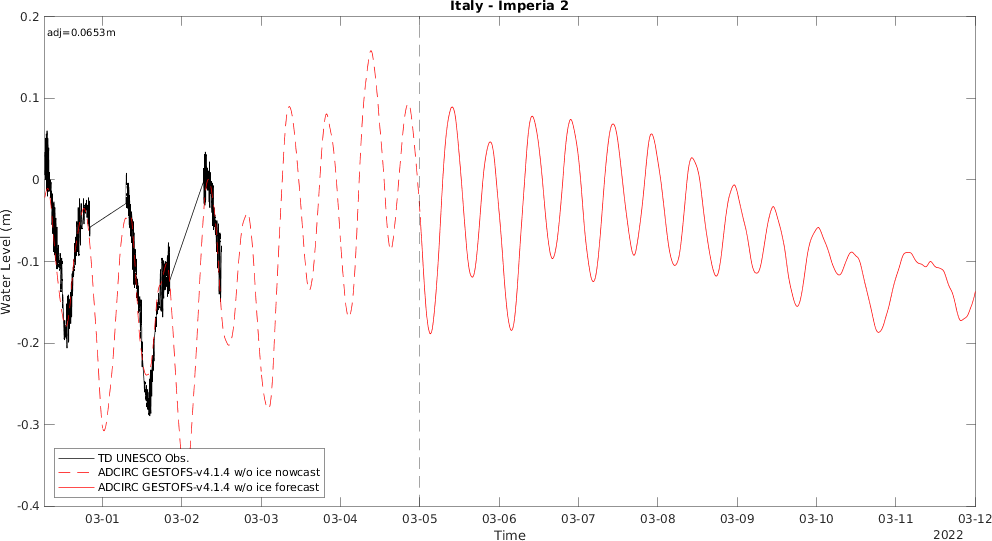 Italy - Imperia 2
adj=0.0653m
0.2
0.1
0
-0.1
-0.2
-0.3
-0.4
Water Level (m)
TD UNESCO Obs.
ADCIRC GESTOFS-v4.1.4 w/o ice nowcast
ADCIRC GESTOFS-v4.1.4 w/o ice forecast
03-01 03-02 03-03 03-04 03-05 03-06 03-07 03-08 03-09 03-10 03-11 03-12
Time
2022